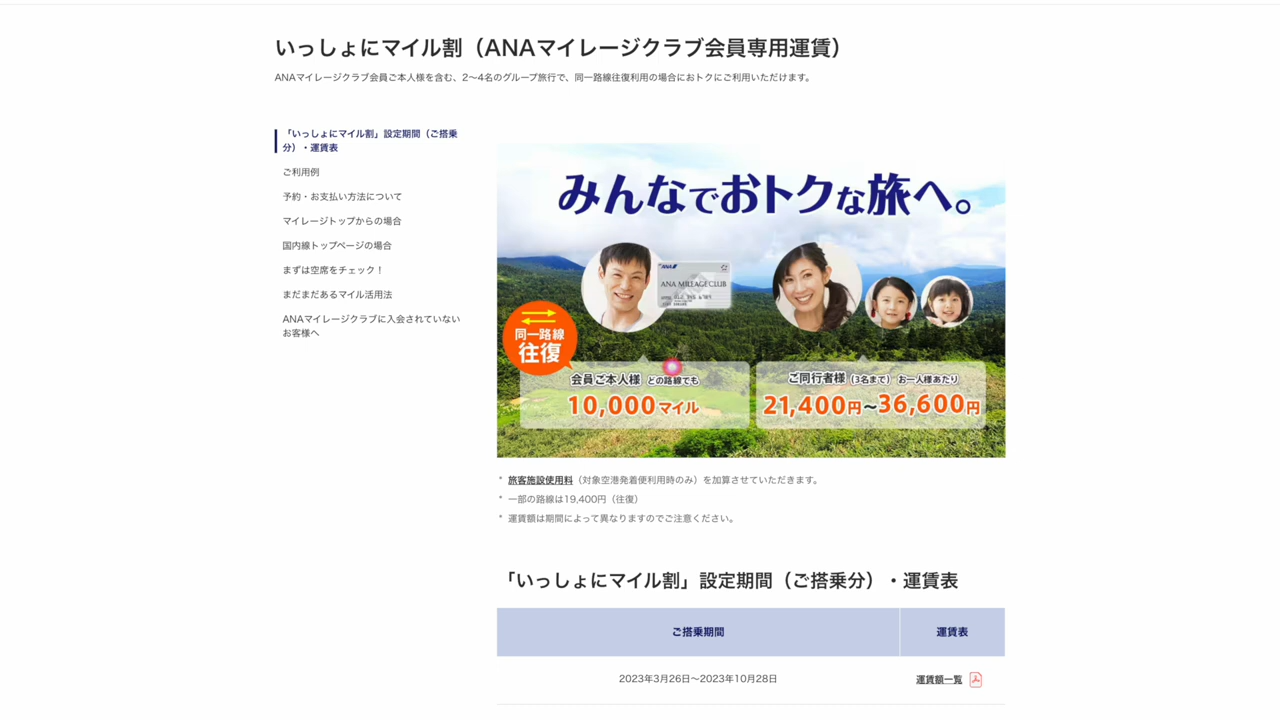 いっしょにマイル割（ANAマイレージクラブ会員専用運賃）
ANAマイレージクラブ会員ご本人様を含む、2〜4名のグループ旅行で、同一路線往復利用の場合におトクにご利用いただけます。
「いっしょにマイル割」設定期間（ご搭乗
分）・運賃表
ご利用例
予約・お支払い方法について
マイレージトップからの場合
国内線トップページの場合
まずは空席をチェック！
まだまだあるマイル活用法
ANAマイレージクラブに入会されていない
お客様へ
みんなでおトクな旅へ。
ANA
ANA MILEAGE CLUB
同一路線
往復
会員ご本人様 どの路線でも
10,000マイル
ご同行者様（3名まで） お一人様あたり
21,400円〜36,600円
* 旅客施設使用料（対象空港発着便利用時のみ）を加算させていただきます。
* 一部の路線は19,400円（往復）
* 運賃額は期間によって異なりますのでご注意ください。
「いっしょにマイル割」設定期間（ご搭乗分）・運賃表
ご搭乗期間 運賃表
2023年3月26日〜2023年10月28日 運賃額一覧